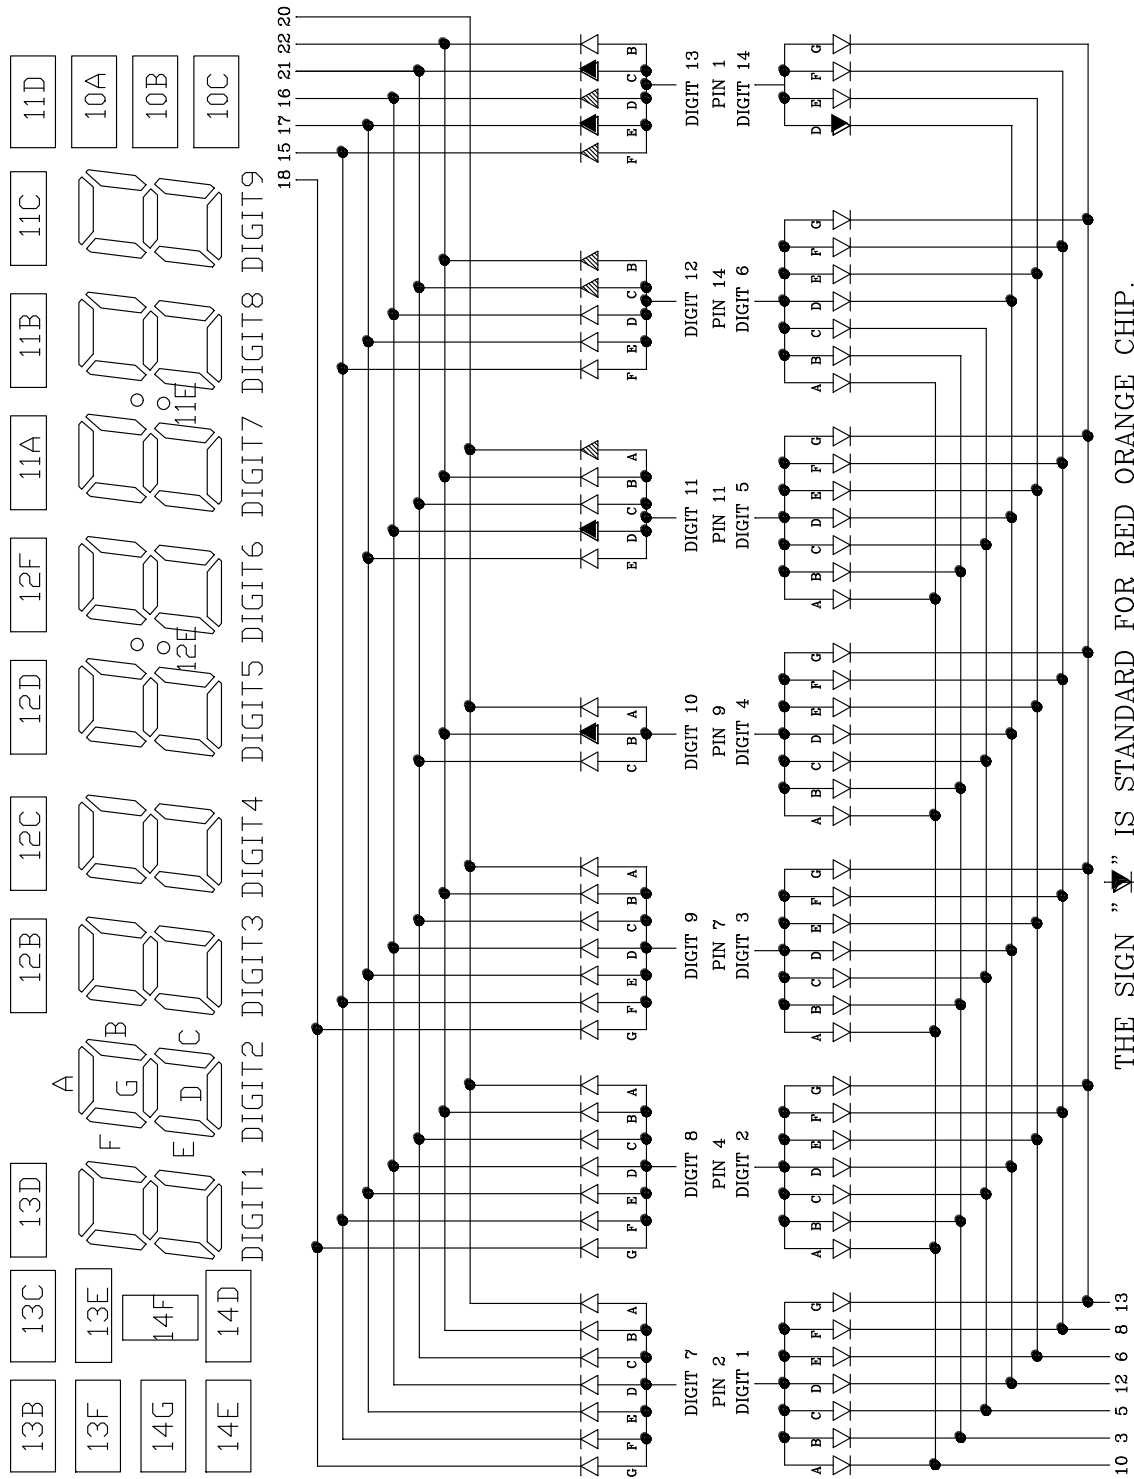 13B 13C 13D 12B 12C 12D 12F 11A 11B 11C 11D
A
13F 13E 10A
F B
G
14G 14F 10B
E D C
12E 11E
14E 14D 10C
DIGIT1 DIGIT2 DIGIT3 DIGIT4 DIGIT5 DIGIT6 DIGIT7 DIGIT8 DIGIT9
18 15 17 16 21 22 20
G F E D C B A G F E D C B A G F E D C B A C B A E D C B A F E D C B F E D C B
DIGIT 7 DIGIT 8 DIGIT 9 DIGIT 10 DIGIT 11 DIGIT 12 DIGIT 13
PIN 2 PIN 4 PIN 7 PIN 9 PIN 11 PIN 14 PIN 1
DIGIT 1 DIGIT 2 DIGIT 3 DIGIT 4 DIGIT 5 DIGIT 6 DIGIT 14
A B C D E F G A B C D E F G A B C D E F G A B C D E F G A B C D E F G A B C D E F G D E F G
10 3 5 12 6 8 13
THE SIGN " " IS STANDARD FOR RED ORANGE CHIP.